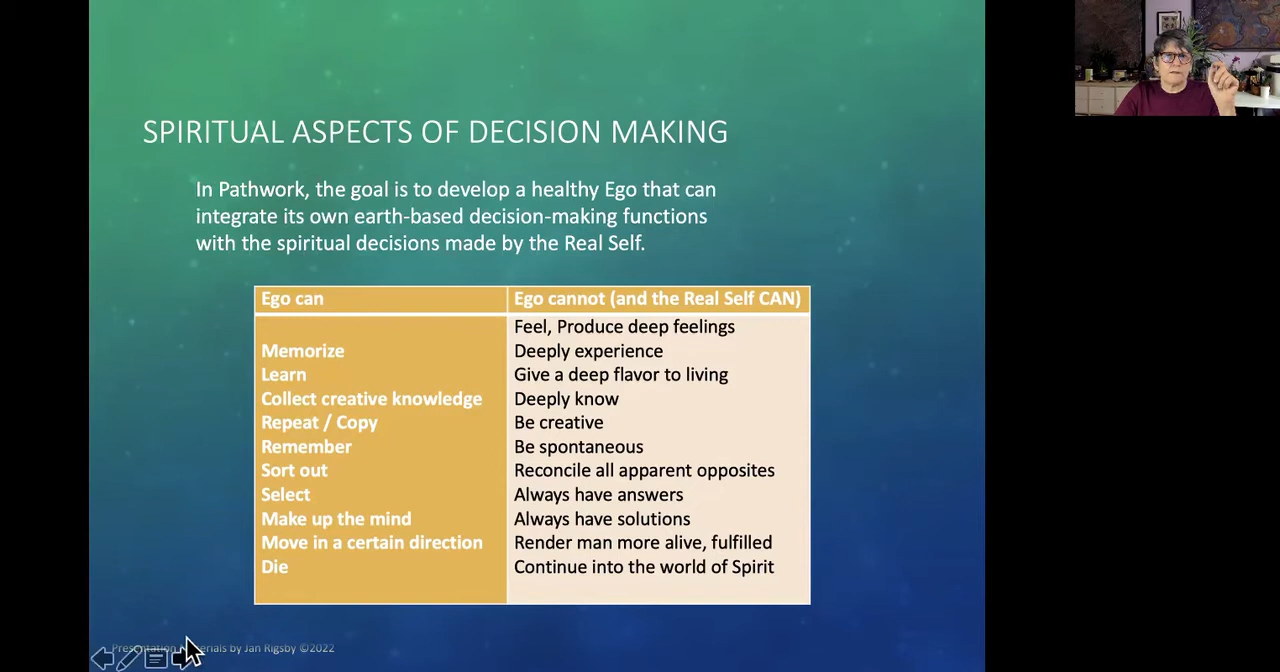 SPIRITUAL ASPECTS OF DECISION MAKING
In Pathwork, the goal is to develop a healthy Ego that can
integrate its own earth-based decision-making functions
with the spiritual decisions made by the Real Self.
Ego can
Memorize
Learn
Collect creative knowledge
Repeat / Copy
Remember
Sort out
Select
Make up the mind
Move in a certain direction
Die
Ego cannot (and the Real Self CAN)
Feel, Produce deep feelings
Deeply experience
Give a deep flavor to living
Deeply know
Be creative
Be spontaneous
Reconcile all apparent opposites
Always have answers
Always have solutions
Render man more alive, fulfilled
Continue into the world of Spirit
Presentation by Jan Rigsby ©2022